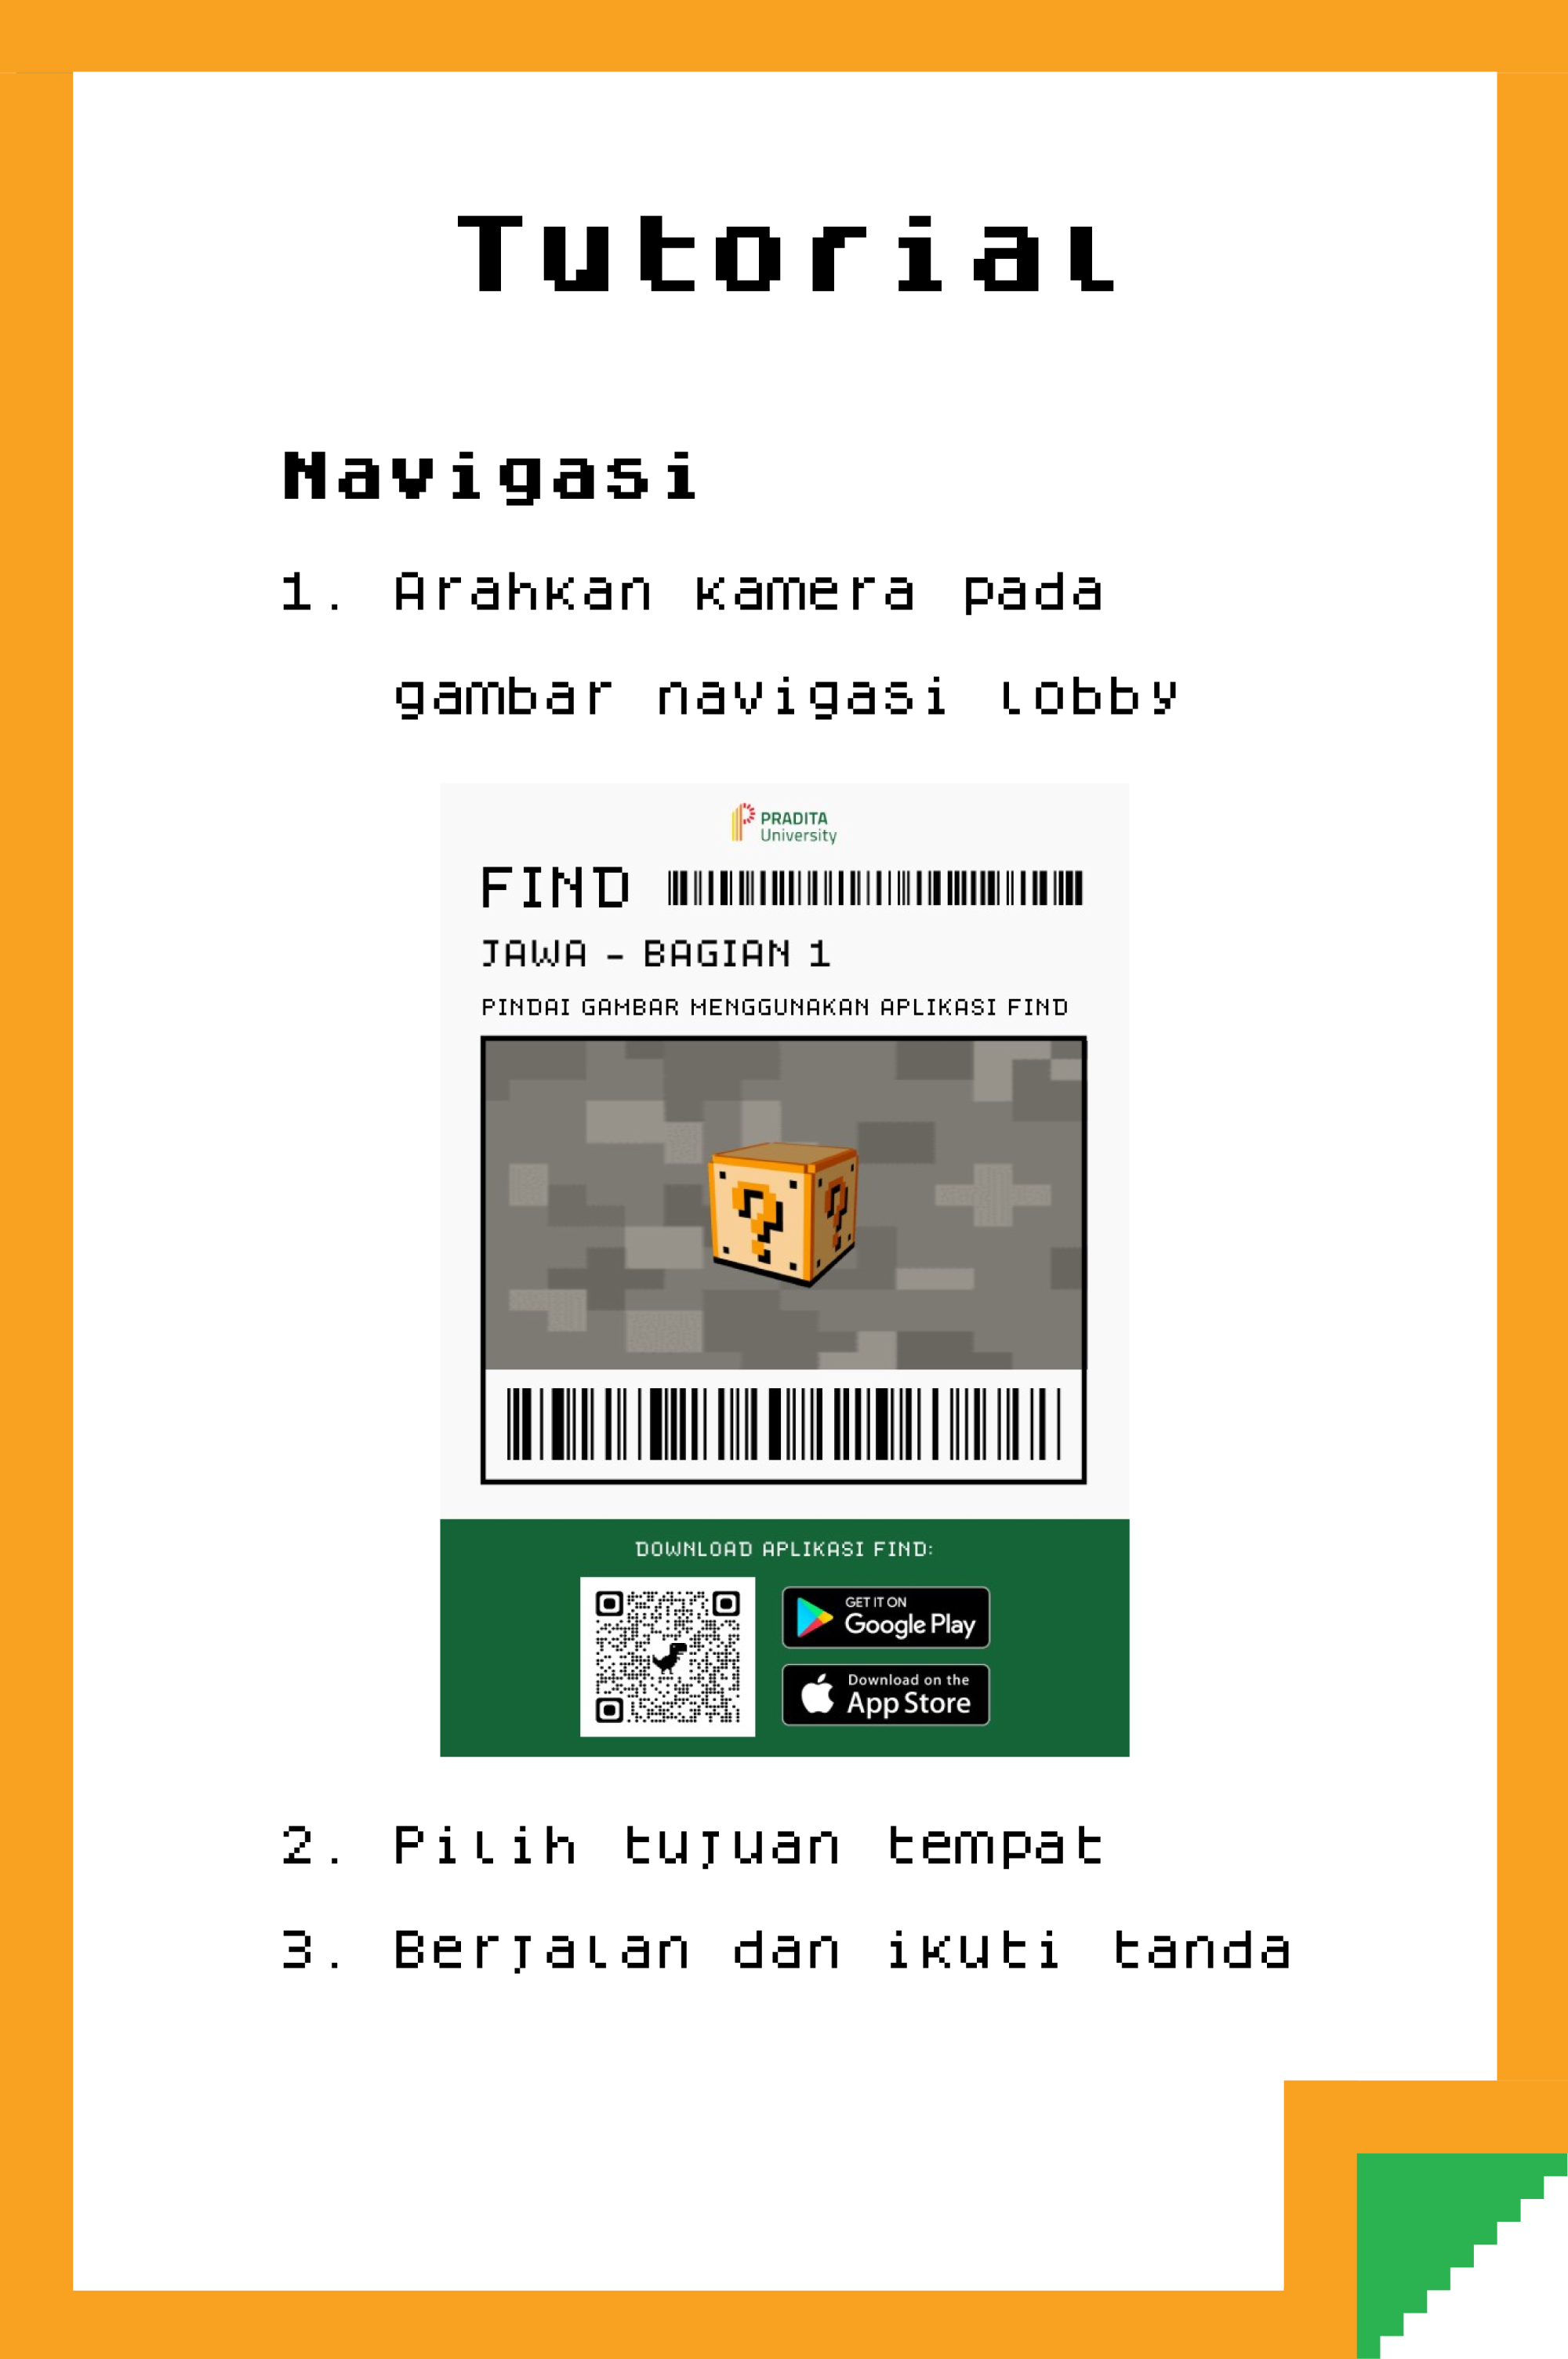 Tutorial
Navigasi
1. Arahkan kamera pada
gambar navigasi lobby
PRADITA
University
FIND
JAWA - BAGIAN 1
PINDAI GAMBAR MENGGUNAKAN APLIKASI FIND
? ?
DOWNLOAD APLIKASI FIND:
GET IT ON
Google Play
Download on the
App Store
2. Pilih tujuan tempat
3. Berjalan dan ikuti tanda